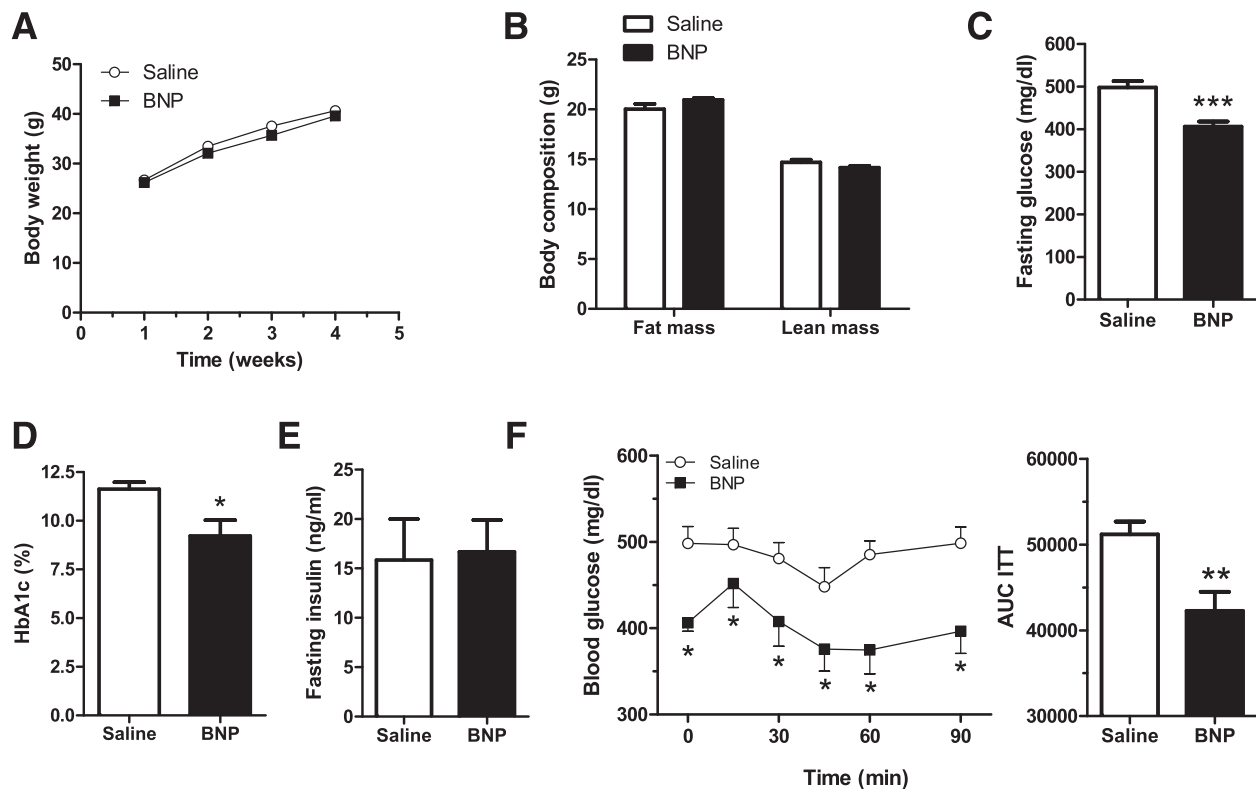 A
Body weight (g)
50
40
30
20
10
0
Saline
BNP
0 1 2 3 4 5
Time (weeks)
B
Saline
BNP
Body composition (g)
25
20
15
10
5
0
Fat mass Lean mass
C
Fasting glucose (mg/dl)
600
500
400
300
200
100
0
***
Saline BNP
D
HbA1c (%)
12.5
10.0
7.5
5.0
2.5
0.0
*
Saline BNP
E
Fasting insulin (ng/ml)
25
20
15
10
5
0
Saline BNP
F
Blood glucose (mg/dl)
600
500
400
300
Saline
BNP
* * * * * *
0 30 60 90
Time (min)
AUC ITT
60000
50000
40000
30000
**
Saline BNP